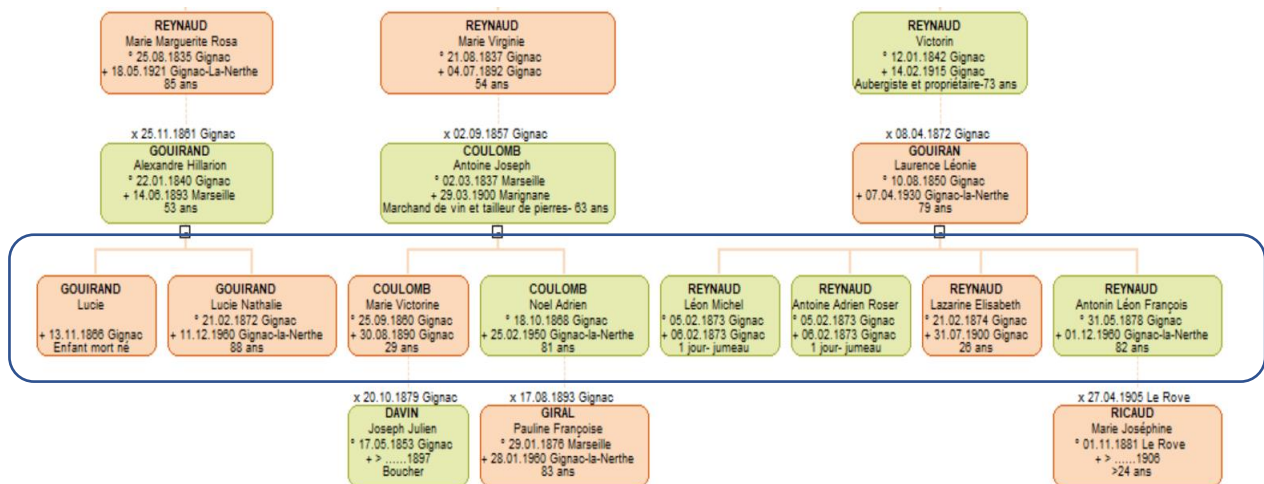 REYNAUD
Marie Marguerite Rosa
° 25.08.1835 Gignac
+ 18.05.1921 Gignac-La-Nerthe
85 ans
REYNAUD
Marie Virginie
° 21.08.1837 Gignac
+ 04.07.1892 Gignac
54 ans
REYNAUD
Victorin
° 12.01.1842 Gignac
+ 14.02.1915 Gignac
Aubergiste et propriétaire-73 ans
x 25.11.1861 Gignac
x 02.09.1857 Gignac
x 08.04.1872 Gignac
GOUIRAND
Alexandre Hillarion
° 22.01.1840 Gignac
+ 14.06.1893 Marseille
53 ans
COULOMB
Antoine Joseph
° 02.03.1837 Marseille
+ 29.03.1900 Marignane
Marchand de vin et tailleur de pierres- 63 ans
GOUIRAN
Laurence Léonie
° 10.08.1850 Gignac
+ 07.04.1930 Gignac-la-Nerthe
79 ans
GOUIRAND
Lucie
+ 13.11.1866 Gignac
Enfant mort né
GOUIRAND
Lucie Nathalie
° 21.02.1872 Gignac
+ 11.12.1960 Gignac-la-Nerthe
88 ans
COULOMB
Marie Victorine
° 25.09.1860 Gignac
+ 30.08.1890 Gignac
29 ans
COULOMB
Noel Adrien
° 18.10.1868 Gignac
+ 25.02.1950 Gignac-la-Nerthe
81 ans
REYNAUD
Léon Michel
° 05.02.1873 Gignac
+ 06.02.1873 Gignac
1 jour- jumeau
REYNAUD
Antoine Adrien Roser
° 05.02.1873 Gignac
+ 06.02.1873 Gignac
1 jour- jumeau
REYNAUD
Lazarine Elisabeth
° 21.02.1874 Gignac
+ 31.07.1900 Gignac
26 ans
REYNAUD
Antonin Léon François
° 31.05.1878 Gignac
+ 01.12.1960 Gignac-la-Nerthe
82 ans
x 20.10.1879 Gignac
x 17.08.1893 Gignac
x 27.04.1905 Le Rove
DAVIN
Joseph Julien
° 17.05.1853 Gignac
+ > ......1897
Boucher
GIRAL
Pauline Françoise
° 29.01.1876 Marseille
+ 28.01.1960 Gignac-la-Nerthe
83 ans
RICAUD
Marie Joséphine
° 01.11.1881 Le Rove
+ > ......1906
>24 ans